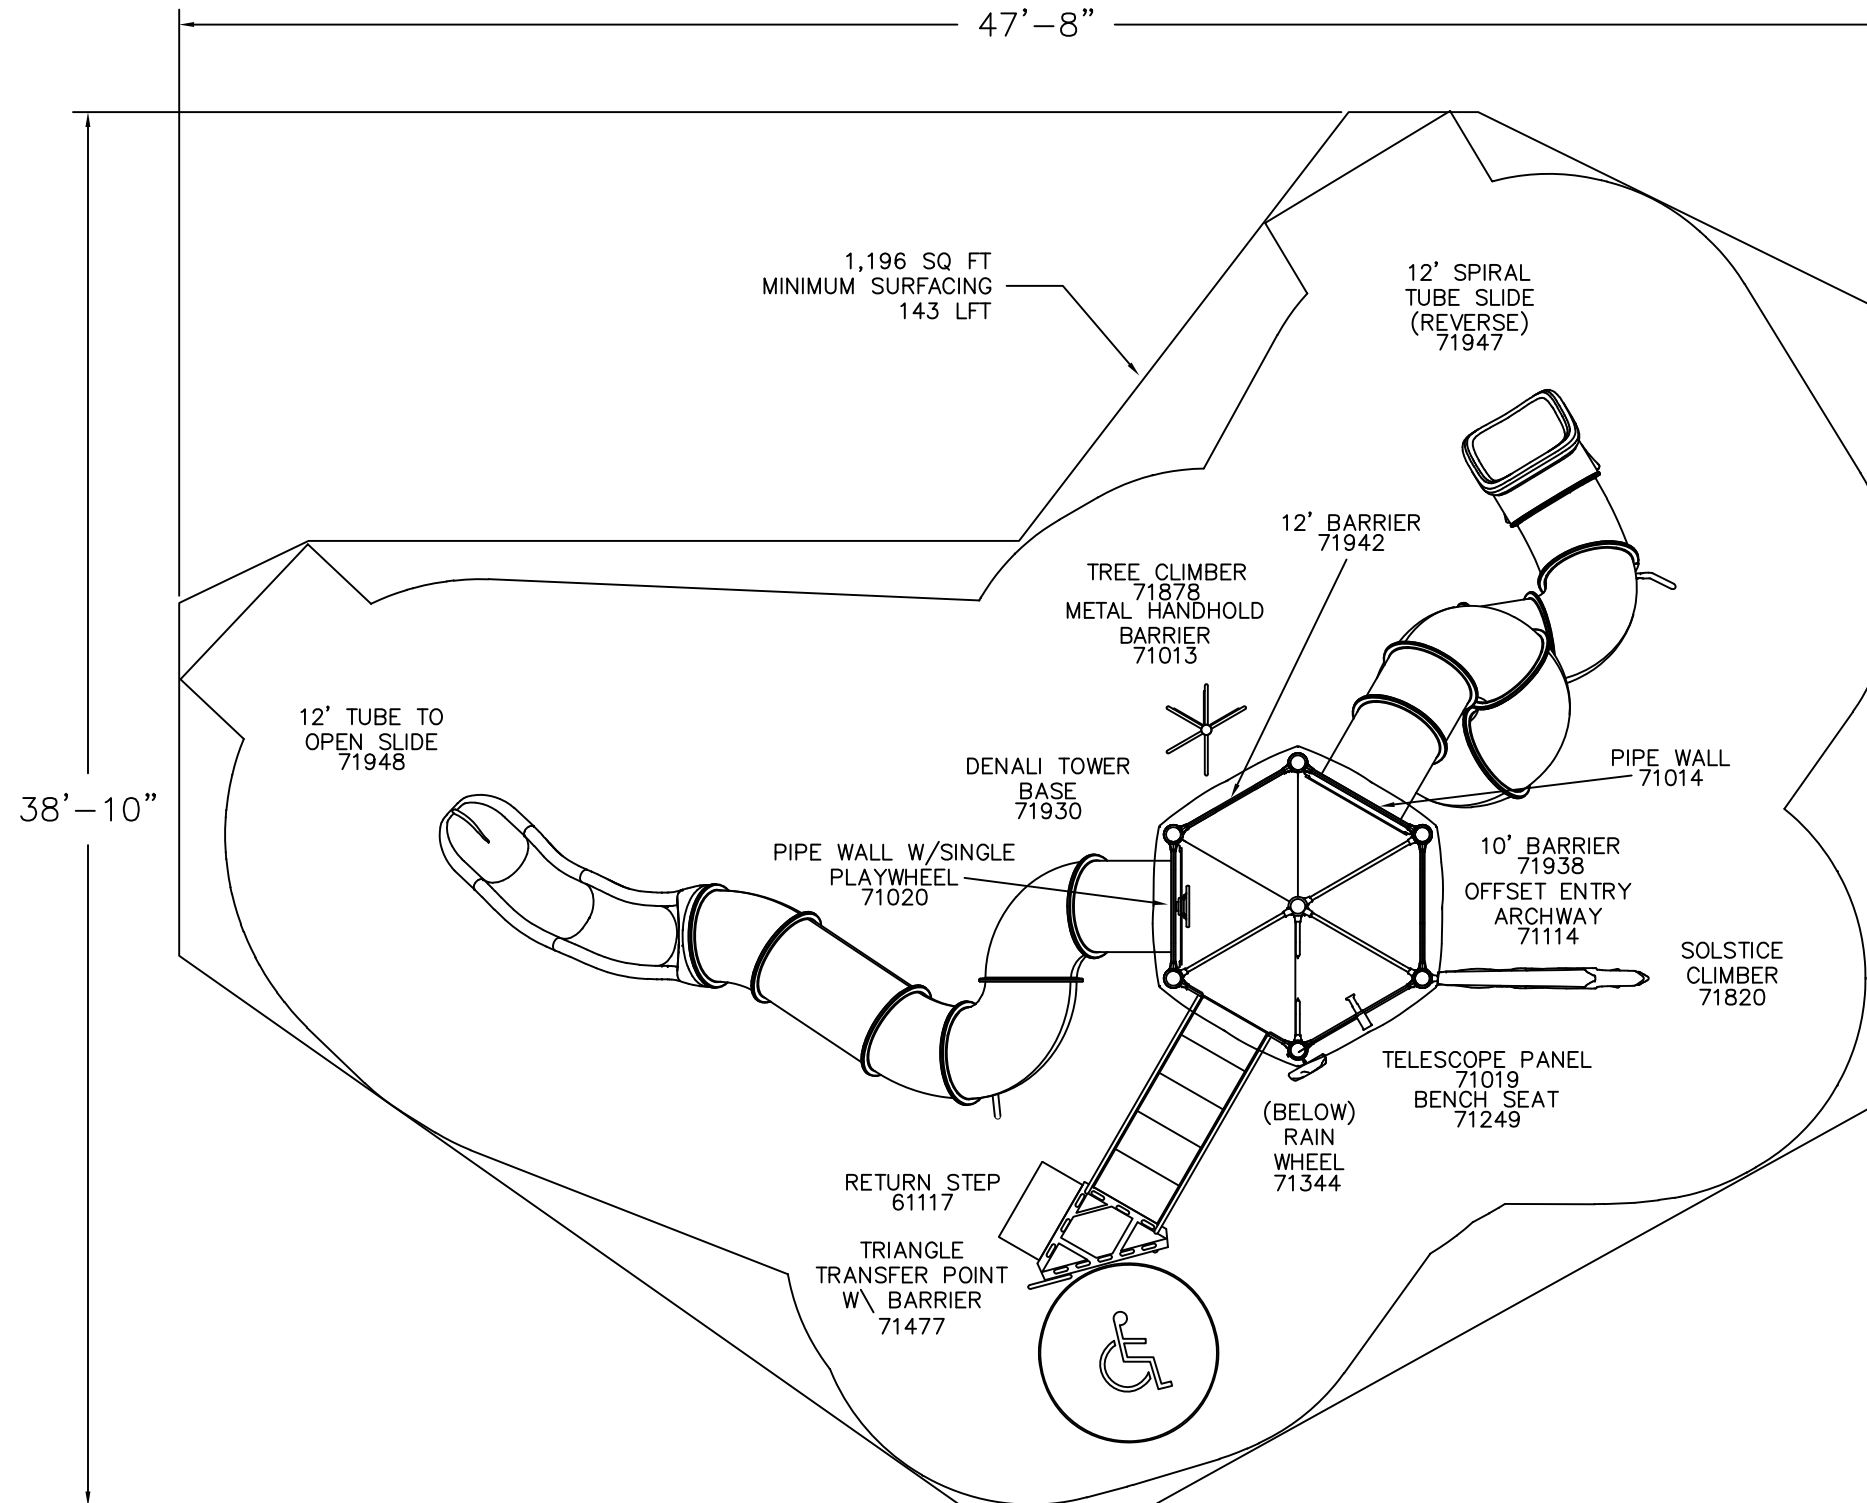 47'-8"
1,196 SQ FT
MINIMUM SURFACING
143 LFT
12' SPIRAL
TUBE SLIDE
(REVERSE)
71947
12' BARRIER
71942
TREE CLIMBER
71878
METAL HANDHOLD
BARRIER
71013
12' TUBE TO
OPEN SLIDE
71948
DENALI TOWER
BASE
71930
PIPE WALL
71014
38'-10"
PIPE WALL W/SINGLE
PLAYWHEEL
71020
10' BARRIER
71938
OFFSET ENTRY
ARCHWAY
71114
SOLSTICE
CLIMBER
71820
TELESCOPE PANEL
71019
BENCH SEAT
71249
(BELOW)
RAIN
WHEEL
71344
RETURN STEP
61117
TRIANGLE
TRANSFER POINT
W\ BARRIER
71477